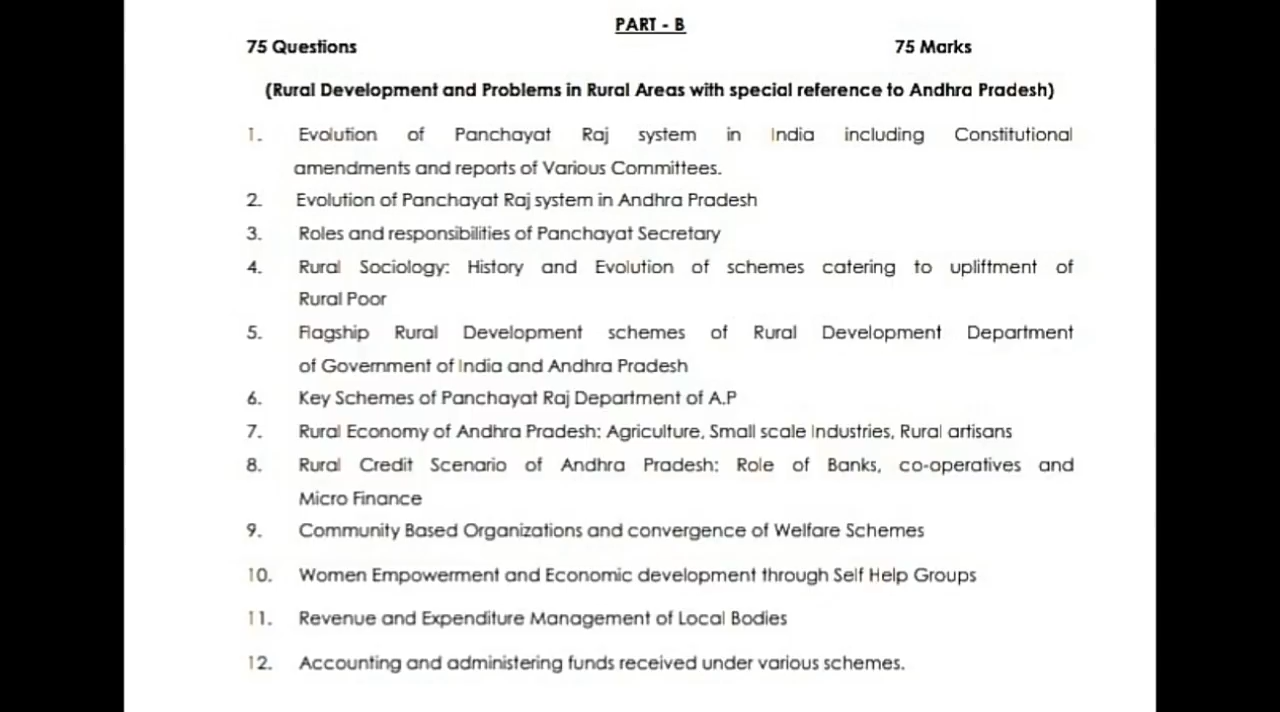 PART - B
75 Questions 75 Marks
(Rural Development and Problems in Rural Areas with special reference to Andhra Pradesh)
1. Evolution of Panchayat Raj system in India including Constitutional
amendments and reports of Various Committees.
2. Evolution of Panchayat Raj system in Andhra Pradesh
3. Roles and responsibilities of Panchayat Secretary
4. Rural Sociology: History and Evolution of schemes catering to upliftment of
Rural Poor
5. Flagship Rural Development schemes of Rural Development Department
of Government of India and Andhra Pradesh
6. Key Schemes of Panchayat Raj Department of A.P
7. Rural Economy of Andhra Pradesh: Agriculture, Small scale Industries, Rural artisans
8. Rural Credit Scenario of Andhra Pradesh: Role of Banks, co-operatives and
Micro Finance
9. Community Based Organizations and convergence of Welfare Schemes
10. Women Empowerment and Economic development through Self Help Groups
11. Revenue and Expenditure Management of Local Bodies
12. Accounting and administering funds received under various schemes.